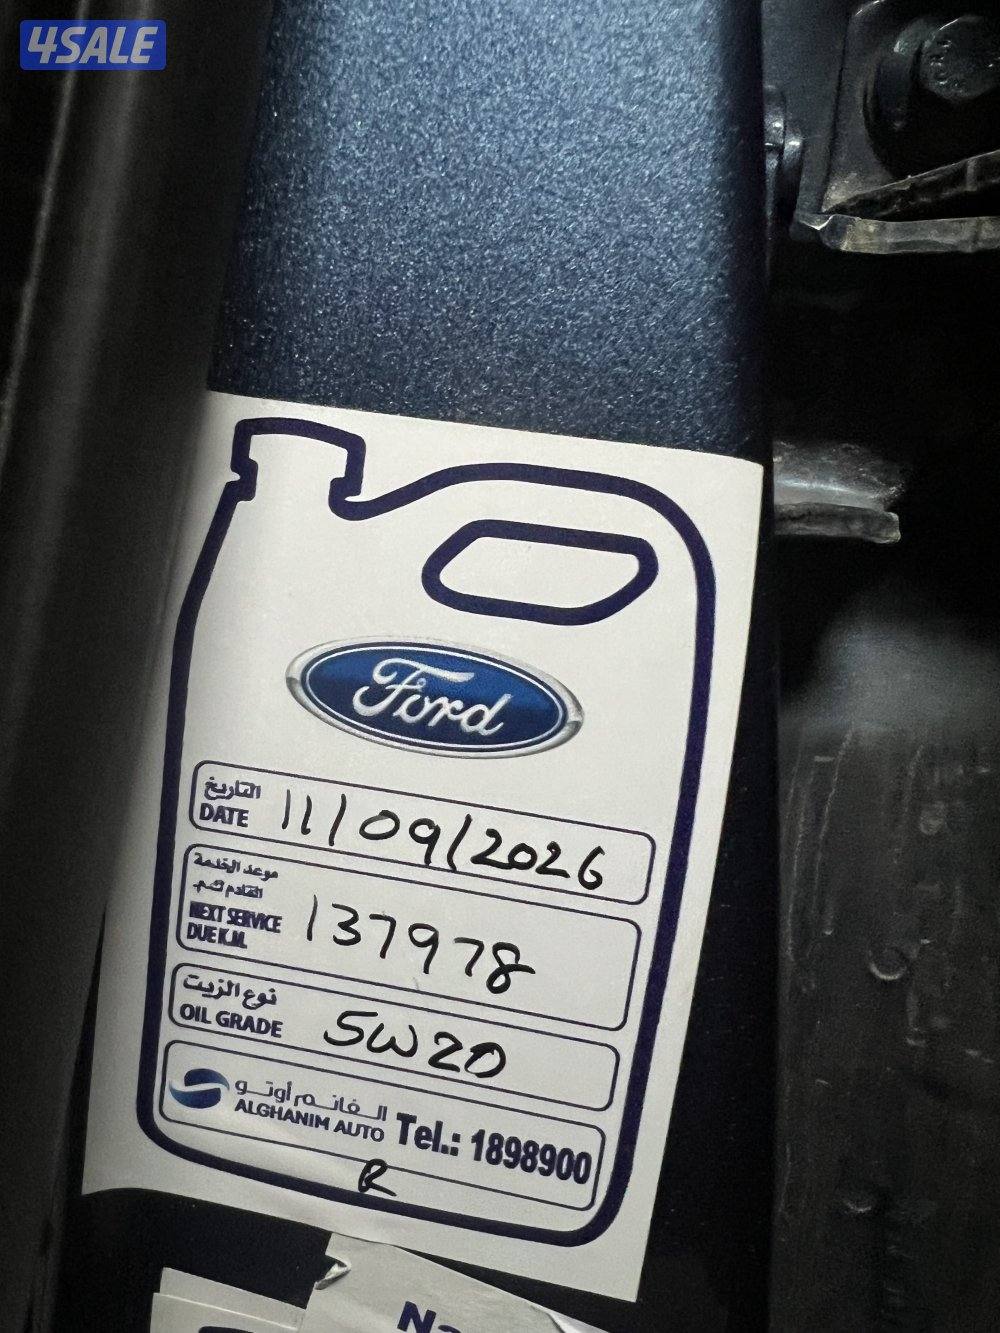 4SALE
Ford
التاريخ
DATE 11/09/2026
موعد الخدمة
القادم كم
NEXT SERVICE
DUE K.M. 137978
نوع الزيت
OIL GRADE 5W20
الغانم أوتو
ALGHANIM AUTO Tel.: 1898900
R
Na